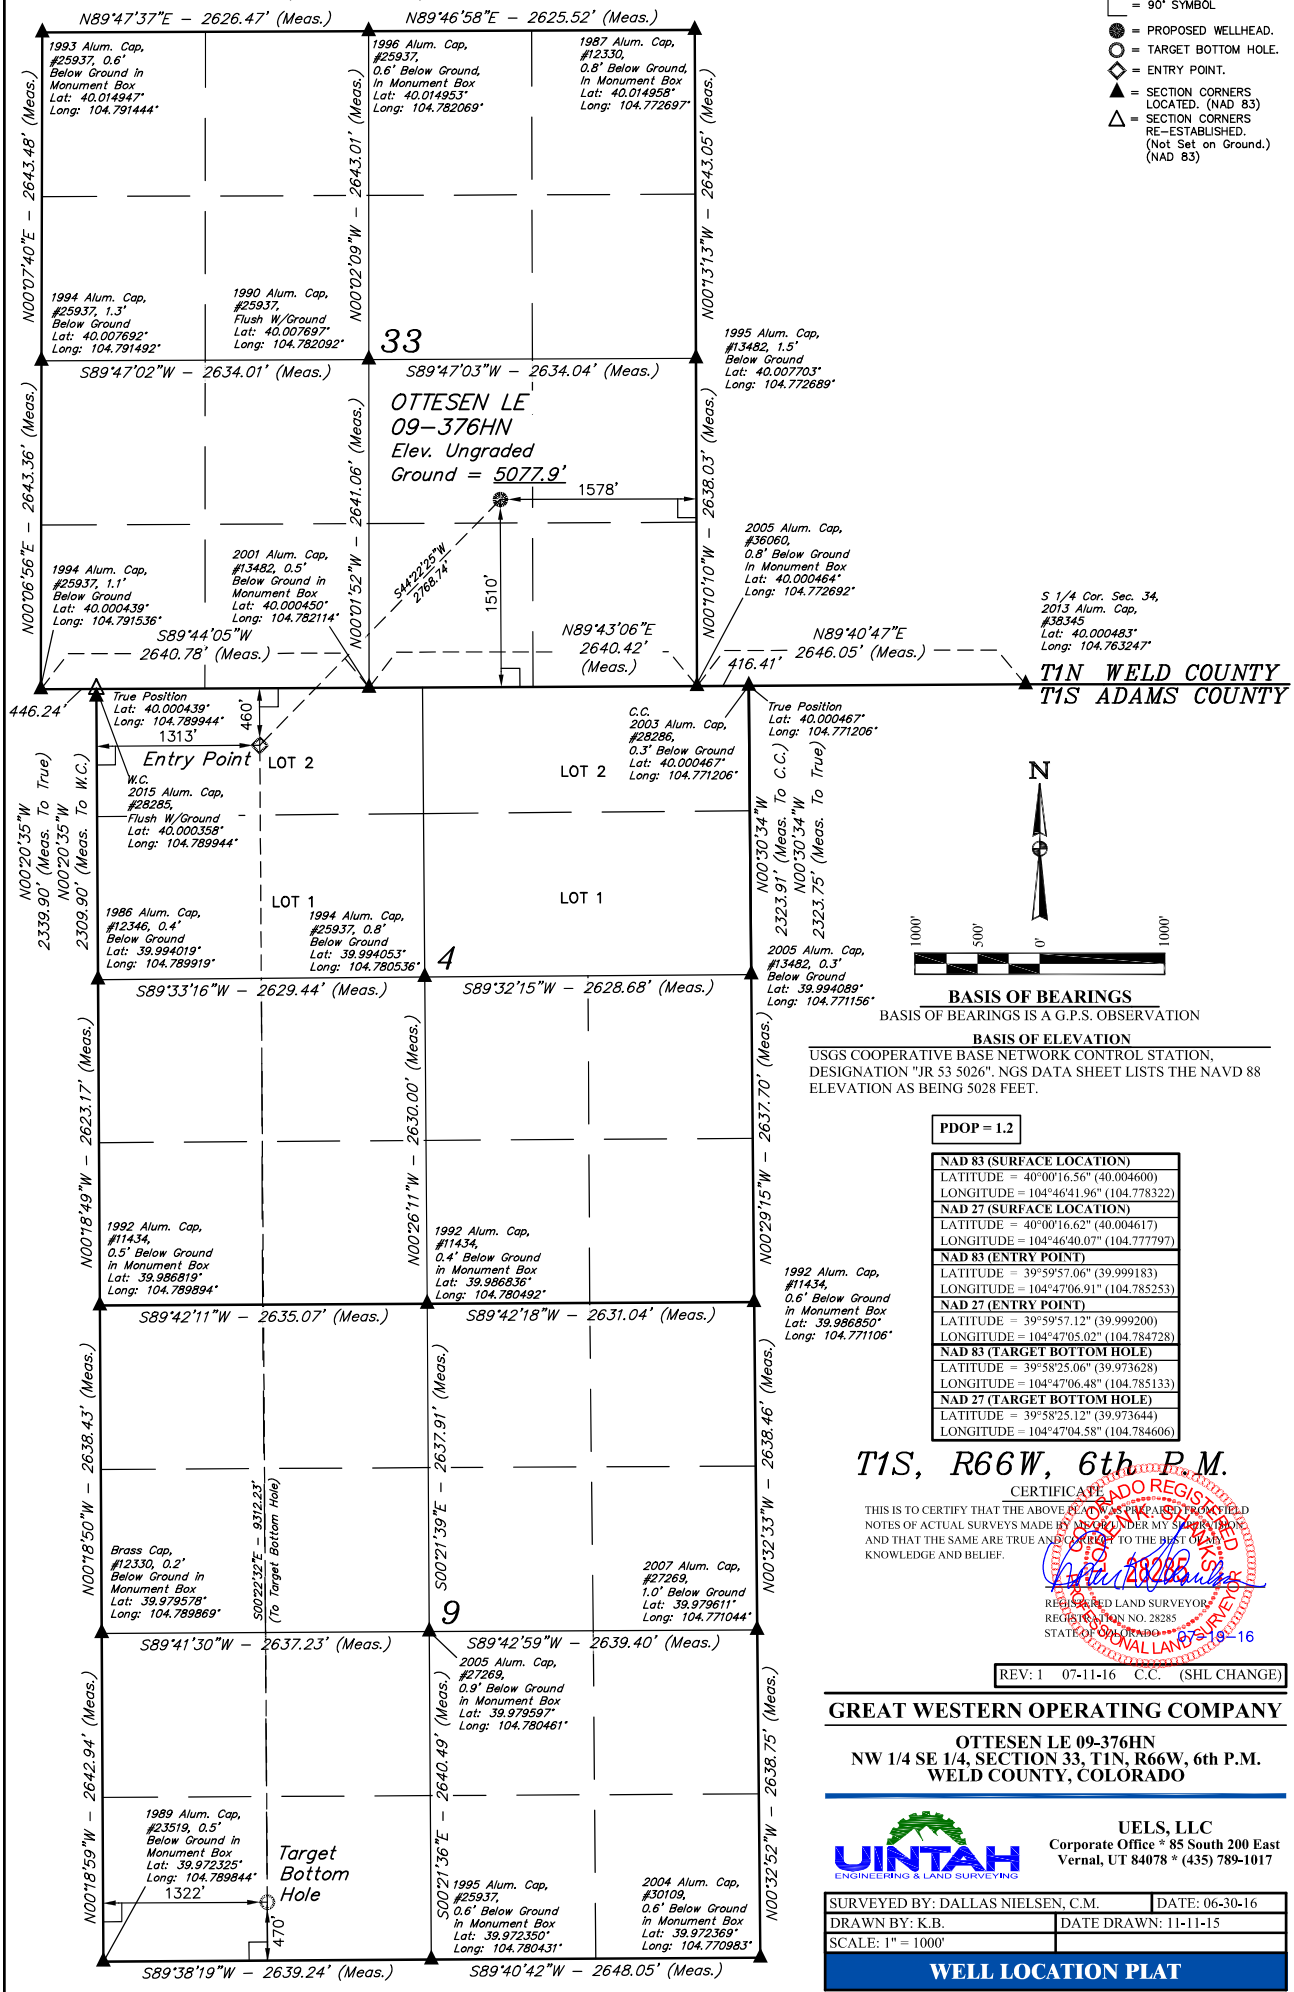 N89°47'37"E - 2626.47' (Meas.)
N89°46'58"E - 2625.52' (Meas.)
= 90° SYMBOL
= PROPOSED WELLHEAD.
= TARGET BOTTOM HOLE.
= ENTRY POINT.
= SECTION CORNERS
LOCATED. (NAD 83)
= SECTION CORNERS
RE-ESTABLISHED.
(Not Set on Ground.)
(NAD 83)
1993 Alum. Cap,
#25937, 0.6'
Below Ground in
Monument Box
Lat: 40.014947°
Long: 104.791444°
1996 Alum. Cap,
#25937,
0.6' Below Ground,
In Monument Box
Lat: 40.014953°
Long: 104.782069°
1987 Alum. Cap,
#12330,
0.8' Below Ground,
In Monument Box
Lat: 40.014958°
Long: 104.772697°
N00°07'40"E - 2643.48' (Meas.)
N00°02'09"W - 2643.01' (Meas.)
N00°13'13"W - 2643.05' (Meas.)
1994 Alum. Cap,
#25937, 1.3'
Below Ground
Lat: 40.007692°
Long: 104.791492°
1990 Alum. Cap,
#25937,
Flush W/Ground
Lat: 40.007697°
Long: 104.782092°
33
1995 Alum. Cap,
#13482, 1.5'
Below Ground
Lat: 40.007703°
Long: 104.772689°
S89°47'02"W - 2634.01' (Meas.)
S89°47'03"W - 2634.04' (Meas.)
OTTESEN LE
09-376HN
Elev. Ungraded
Ground = 5077.9'
1578'
1510'
S44°22'25"W
2768.74'
N00°06'56"E - 2643.36' (Meas.)
N00°01'52"W - 2641.06' (Meas.)
N00°10'10"W - 2638.03' (Meas.)
1994 Alum. Cap,
#25937, 1.1'
Below Ground
Lat: 40.000439°
Long: 104.791536°
2001 Alum. Cap,
#13482, 0.5'
Below Ground in
Monument Box
Lat: 40.000450°
Long: 104.782114°
2005 Alum. Cap,
#36060,
0.8' Below Ground
In Monument Box
Lat: 40.000464°
Long: 104.772692°
S 1/4 Cor. Sec. 34,
2013 Alum. Cap,
#38345
Lat: 40.000483°
Long: 104.763247°
S89°44'05"W
2640.78' (Meas.)
N89°43'06"E
2640.42'
(Meas.)
N89°40'47"E
2646.05' (Meas.)
416.41'
T1N WELD COUNTY
T1S ADAMS COUNTY
446.24'
True Position
Lat: 40.000439°
Long: 104.789944°
460'
1313'
Entry Point
LOT 2
LOT 2
C.C.
2003 Alum. Cap,
#28286,
0.3' Below Ground
Lat: 40.000467°
Long: 104.771206°
True Position
Lat: 40.000467°
Long: 104.771206°
W.C.
2015 Alum. Cap,
#28285,
Flush W/Ground
Lat: 40.000358°
Long: 104.789944°
N00°20'35"W
2339.90' (Meas. To True)
N00°20'35"W
2309.90' (Meas. To W.C.)
N00°30'34"W
2323.91' (Meas. To C.C.)
N00°30'34"W
2323.75' (Meas. To True)
LOT 1
LOT 1
1986 Alum. Cap,
#12346, 0.4'
Below Ground
Lat: 39.994019°
Long: 104.789919°
1994 Alum. Cap,
#25937, 0.8'
Below Ground
Lat: 39.994053°
Long: 104.780536°
4
2005 Alum. Cap,
#13482, 0.3'
Below Ground
Lat: 39.994089°
Long: 104.771156°
S89°33'16"W - 2629.44' (Meas.)
S89°32'15"W - 2628.68' (Meas.)
N
1000'
500'
0'
1000'
BASIS OF BEARINGS
BASIS OF BEARINGS IS A G.P.S. OBSERVATION
BASIS OF ELEVATION
USGS COOPERATIVE BASE NETWORK CONTROL STATION,
DESIGNATION "JR 53 5026". NGS DATA SHEET LISTS THE NAVD 88
ELEVATION AS BEING 5028 FEET.
PDOP = 1.2
NAD 83 (SURFACE LOCATION)
LATITUDE = 40°00'16.56" (40.004600)
LONGITUDE = 104°46'41.96" (104.778322)
NAD 27 (SURFACE LOCATION)
LATITUDE = 40°00'16.62" (40.004617)
LONGITUDE = 104°46'40.07" (104.777797)
NAD 83 (ENTRY POINT)
LATITUDE = 39°59'57.06" (39.999183)
LONGITUDE = 104°47'06.91" (104.785253)
NAD 27 (ENTRY POINT)
LATITUDE = 39°59'57.12" (39.999200)
LONGITUDE = 104°47'05.02" (104.784728)
NAD 83 (TARGET BOTTOM HOLE)
LATITUDE = 39°58'25.06" (39.973628)
LONGITUDE = 104°47'06.48" (104.785133)
NAD 27 (TARGET BOTTOM HOLE)
LATITUDE = 39°58'25.12" (39.973644)
LONGITUDE = 104°47'04.58" (104.784606)
N00°18'49"W - 2623.17' (Meas.)
N00°26'11"W - 2630.00' (Meas.)
N00°29'15"W - 2637.70' (Meas.)
1992 Alum. Cap,
#11434,
0.5' Below Ground
in Monument Box
Lat: 39.986819°
Long: 104.789894°
1992 Alum. Cap,
#11434,
0.4' Below Ground
in Monument Box
Lat: 39.986836°
Long: 104.780492°
1992 Alum. Cap,
#11434,
0.6' Below Ground
in Monument Box
Lat: 39.986850°
Long: 104.771106°
S89°42'11"W - 2635.07' (Meas.)
S89°42'18"W - 2631.04' (Meas.)
N00°18'50"W - 2638.43' (Meas.)
S00°22'32"E - 9312.23'
(To Target Bottom Hole)
S00°21'39"E - 2637.91' (Meas.)
N00°32'33"W - 2638.46' (Meas.)
Brass Cap,
#12330, 0.2'
Below Ground in
Monument Box
Lat: 39.979578°
Long: 104.789869°
2007 Alum. Cap,
#27269,
1.0' Below Ground
Lat: 39.979611°
Long: 104.771044°
9
S89°41'30"W - 2637.23' (Meas.)
S89°42'59"W - 2639.40' (Meas.)
2005 Alum. Cap,
#27269,
0.9' Below Ground
in Monument Box
Lat: 39.979597°
Long: 104.780461°
N00°18'59"W - 2642.94' (Meas.)
S00°21'36"E - 2640.49' (Meas.)
N00°32'52"W - 2638.75' (Meas.)
1989 Alum. Cap,
#23519, 0.5'
Below Ground in
Monument Box
Lat: 39.972325°
Long: 104.789844°
1322'
Target
Bottom
Hole
470'
1995 Alum. Cap,
#25937,
0.6' Below Ground
in Monument Box
Lat: 39.972350°
Long: 104.780431°
2004 Alum. Cap,
#30109,
0.6' Below Ground
in Monument Box
Lat: 39.972369°
Long: 104.770983°
S89°38'19"W - 2639.24' (Meas.)
S89°40'42"W - 2648.05' (Meas.)
T1S, R66W, 6th P.M.
CERTIFICATE
THIS IS TO CERTIFY THAT THE ABOVE PLAT WAS PREPARED FROM FIELD
NOTES OF ACTUAL SURVEYS MADE BY ME OR UNDER MY SUPERVISION
AND THAT THE SAME ARE TRUE AND CORRECT TO THE BEST OF MY
KNOWLEDGE AND BELIEF.
COLORADO REGISTERED
LOREN K. SHANKS
28285
PROFESSIONAL LAND SURVEYOR
REGISTERED LAND SURVEYOR
REGISTRATION NO. 28285
STATE OF COLORADO
07-19-16
REV: 1 07-11-16 C.C. (SHL CHANGE)
GREAT WESTERN OPERATING COMPANY
OTTESEN LE 09-376HN
NW 1/4 SE 1/4, SECTION 33, T1N, R66W, 6th P.M.
WELD COUNTY, COLORADO
UINTAH
ENGINEERING & LAND SURVEYING
UELS, LLC
Corporate Office * 85 South 200 East
Vernal, UT 84078 * (435) 789-1017
SURVEYED BY: DALLAS NIELSEN, C.M.
DATE: 06-30-16
DRAWN BY: K.B.
DATE DRAWN: 11-11-15
SCALE: 1" = 1000'
WELL LOCATION PLAT